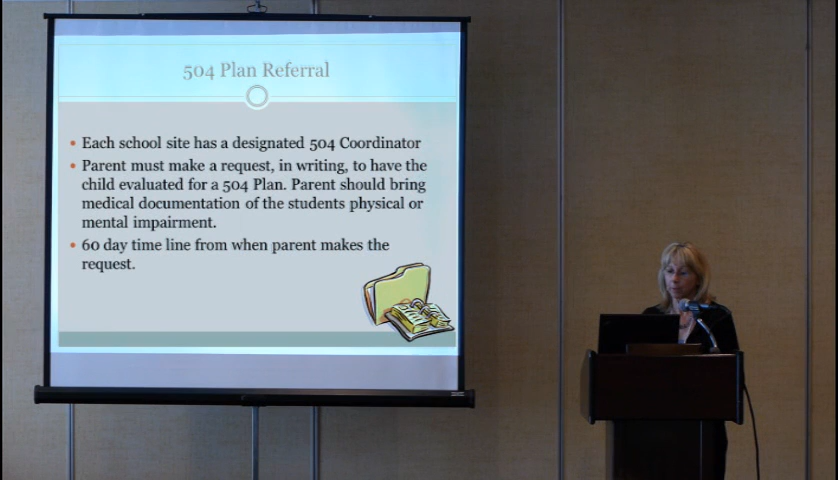 504 Plan Referral
• Each school site has a designated 504 Coordinator
• Parent must make a request, in writing, to have the
child evaluated for a 504 Plan. Parent should bring
medical documentation of the students physical or
mental impairment.
• 60 day time line from when parent makes the
request.